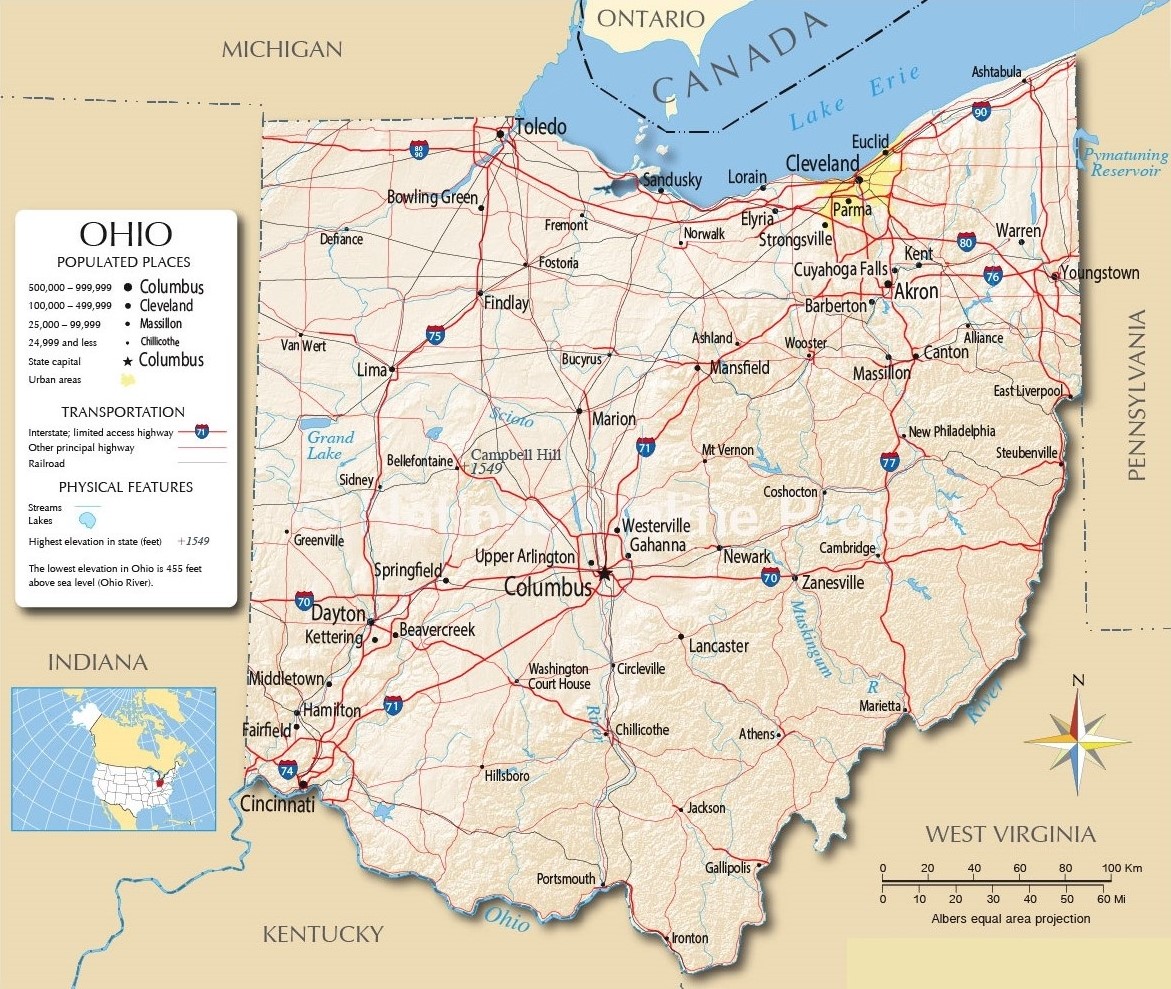 MICHIGAN
ONTARIO
CANADA
Lake Erie
Ashtabula
90
Toledo
80
90
Euclid
Cleveland
Pymatuning
Reservoir
Sandusky
Lorain
Bowling Green
Parma
Elyria
Fremont
Norwalk
Strongsville
Warren
Defiance
80
Kent
Fostoria
Cuyahoga Falls
76
Youngstown
Akron
Findlay
Barberton
75
Ashland
Wooster
Alliance
Van Wert
Bucyrus
Canton
Lima
Mansfield
Massillon
East Liverpool
PENNSYLVANIA
Scioto
Marion
Grand
Lake
New Philadelphia
71
Mt Vernon
Campbell Hill
+1549
Bellefontaine
77
Steubenville
Sidney
Coshocton
Westerville
Greenville
Gahanna
Upper Arlington
Newark
Cambridge
Springfield
Columbus
70
Zanesville
70
Dayton
Kettering
Beavercreek
Muskingum
R
Lancaster
Washington
Court House
Circleville
Middletown
Hamilton
71
River
Marietta
River
Fairfield
Chillicothe
Athens
74
Hillsboro
Cincinnati
Jackson
Gallipolis
Portsmouth
Ohio
Ironton
OHIO
POPULATED PLACES
500,000 – 999,999 Columbus
100,000 – 499,999 Cleveland
25,000 – 99,999 Massillon
24,999 and less Chillicothe
State capital Columbus
Urban areas
TRANSPORTATION
Interstate; limited access highway 71
Other principal highway
Railroad
PHYSICAL FEATURES
Streams
Lakes
Highest elevation in state (feet) +1549
The lowest elevation in Ohio is 455 feet
above sea level (Ohio River).
INDIANA
KENTUCKY
N
WEST VIRGINIA
0 20 40 60 80 100 Km
0 10 20 30 40 50 60 Mi
Albers equal area projection